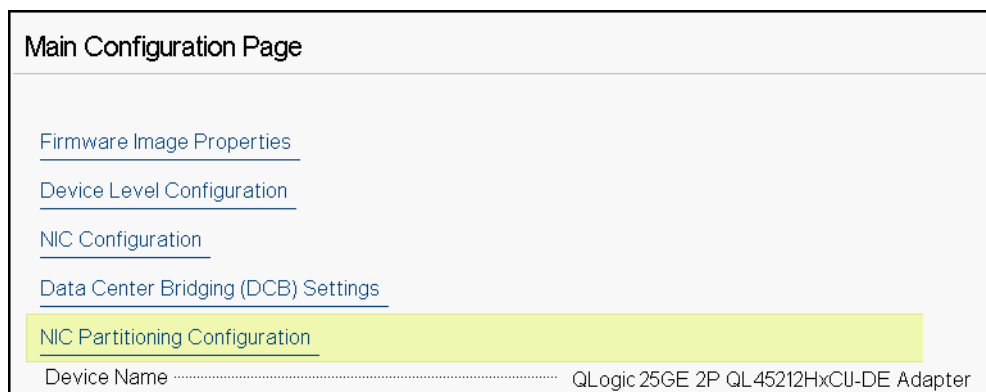 Main Configuration Page
Firmware Image Properties
Device Level Configuration
NIC Configuration
Data Center Bridging (DCB) Settings
NIC Partitioning Configuration
Device Name ........................ QLogic 25GE 2P QL45212HxCU-DE Adapter